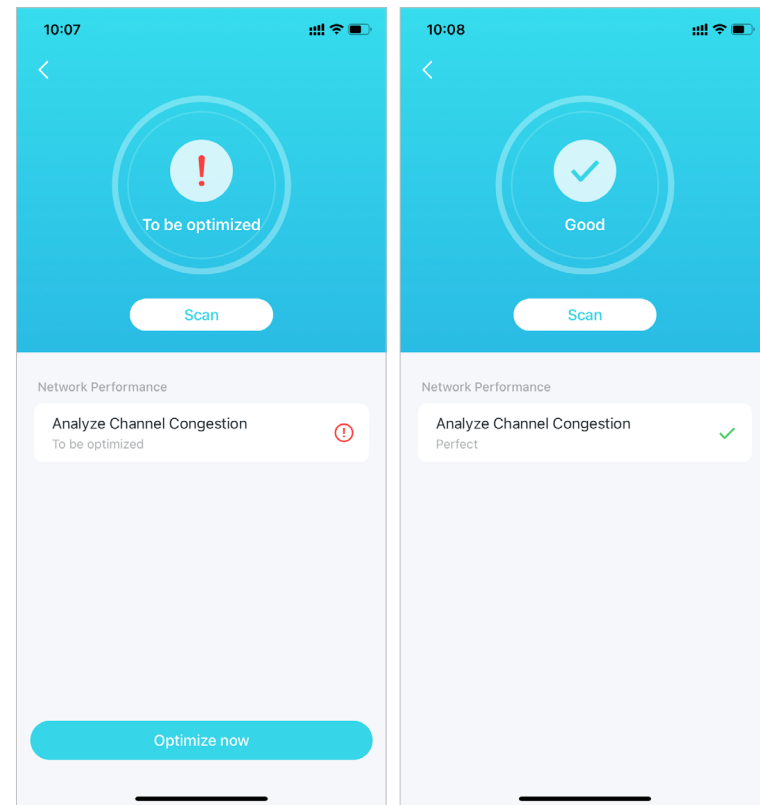 10:07
To be optimized
Scan
Network Performance
Analyze Channel Congestion
To be optimized
Optimize now
10:08
Good
Scan
Network Performance
Analyze Channel Congestion
Perfect